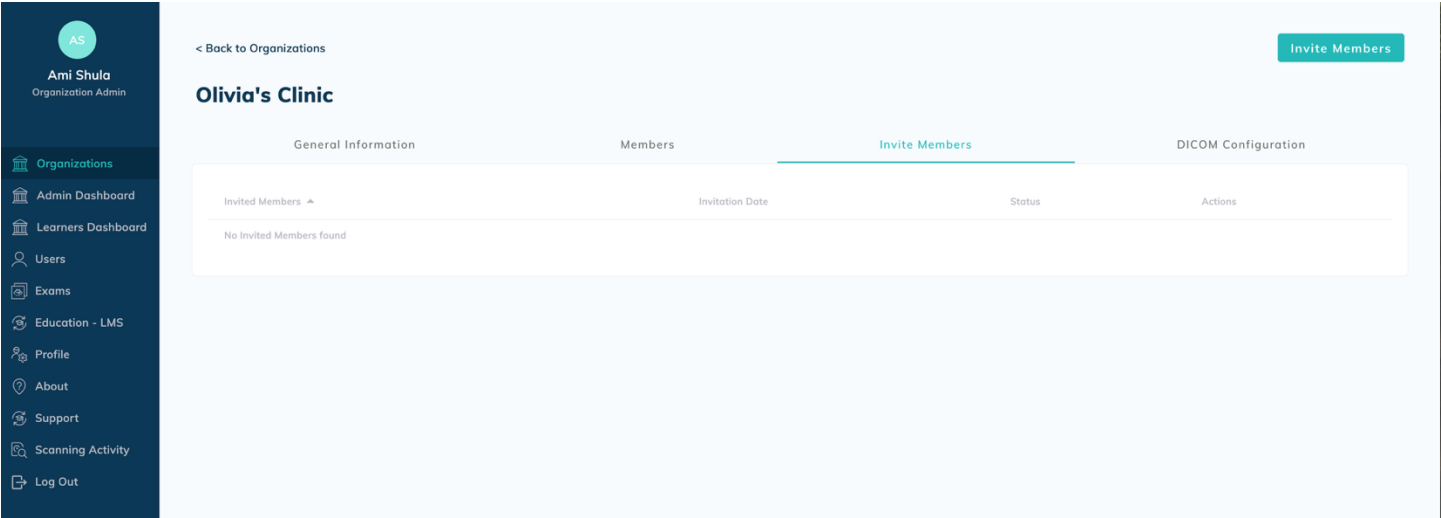 AS
Ami Shula
Organization Admin
Organizations
Admin Dashboard
Learners Dashboard
Users
Exams
Education - LMS
Profile
About
Support
Scanning Activity
Log Out
< Back to Organizations
Invite Members
Olivia's Clinic
General Information Members Invite Members DICOM Configuration
Invited Members Invitation Date Status Actions
No Invited Members found